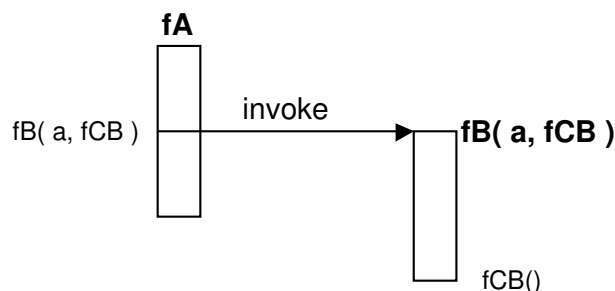 fA
invoke
fB( a, fCB )
fB( a, fCB )
fCB()